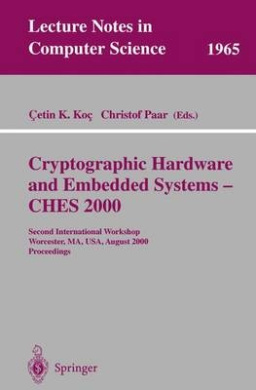 Lecture Notes in
Computer Science 1965
Çetin K. Koç Christof Paar (Eds.)
Cryptographic Hardware
and Embedded Systems –
CHES 2000
Second International Workshop
Worcester, MA, USA, August 2000
Proceedings
Springer